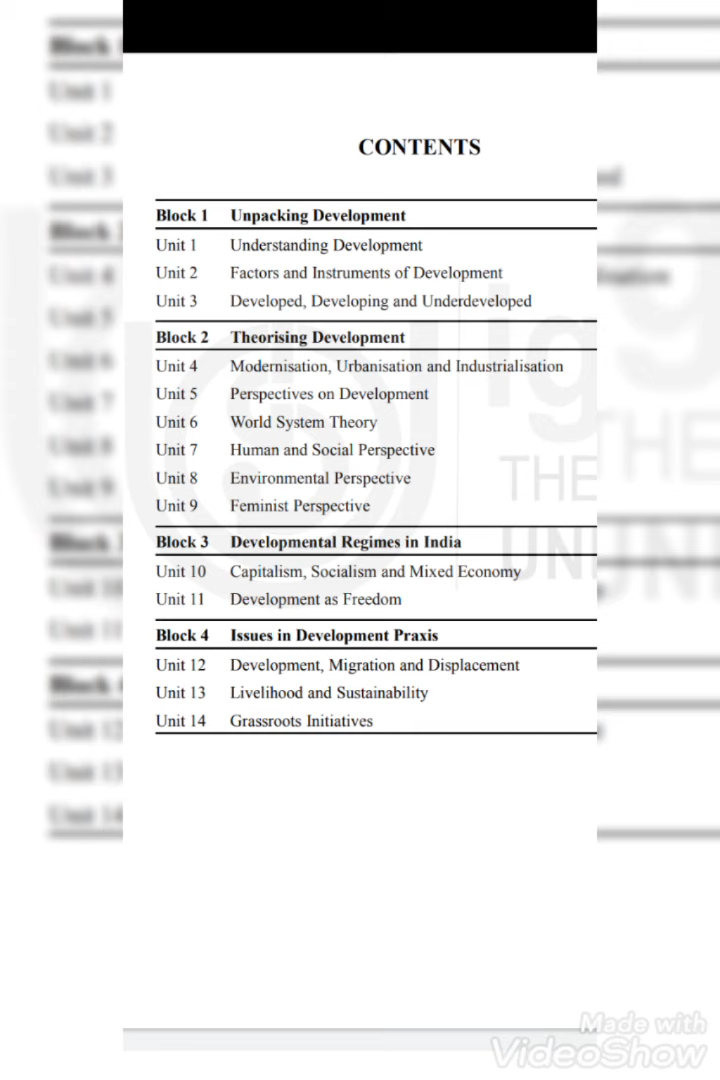 CONTENTS
Block 1 Unpacking Development
Unit 1 Understanding Development
Unit 2 Factors and Instruments of Development
Unit 3 Developed, Developing and Underdeveloped
Block 2 Theorising Development
Unit 4 Modernisation, Urbanisation and Industrialisation
Unit 5 Perspectives on Development
Unit 6 World System Theory
Unit 7 Human and Social Perspective
Unit 8 Environmental Perspective
Unit 9 Feminist Perspective
Block 3 Developmental Regimes in India
Unit 10 Capitalism, Socialism and Mixed Economy
Unit 11 Development as Freedom
Block 4 Issues in Development Praxis
Unit 12 Development, Migration and Displacement
Unit 13 Livelihood and Sustainability
Unit 14 Grassroots Initiatives
ig
THE
UNI
Made with
VideoShow